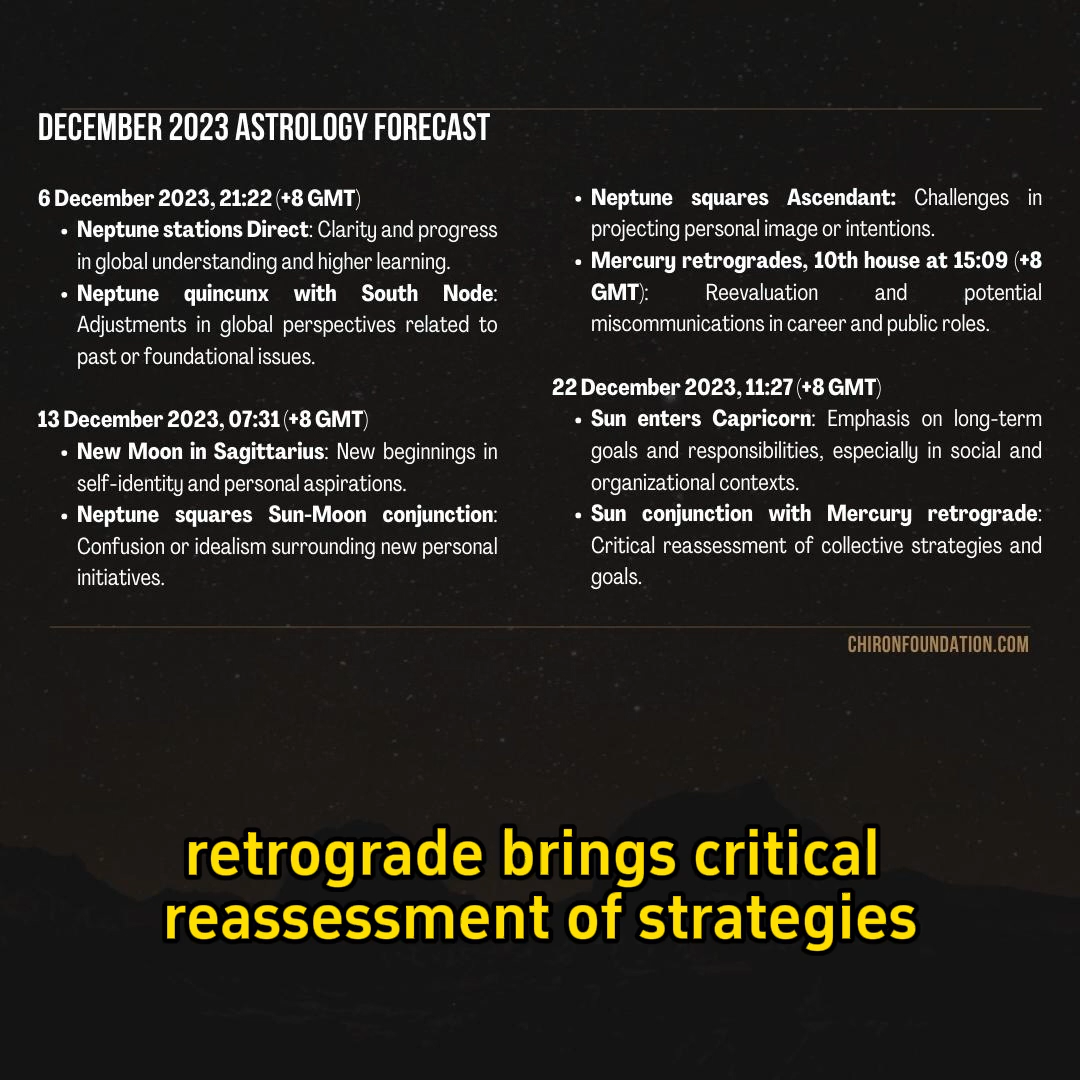 DECEMBER 2023 ASTROLOGY FORECAST
6 December 2023, 21:22 (+8 GMT)
• Neptune stations Direct: Clarity and progress
in global understanding and higher learning.
• Neptune quincunx with South Node:
Adjustments in global perspectives related to
past or foundational issues.
13 December 2023, 07:31 (+8 GMT)
• New Moon in Sagittarius: New beginnings in
self-identity and personal aspirations.
• Neptune squares Sun-Moon conjunction:
Confusion or idealism surrounding new personal
initiatives.
• Neptune squares Ascendant: Challenges in
projecting personal image or intentions.
• Mercury retrogrades, 10th house at 15:09 (+8
GMT): Reevaluation and potential
miscommunications in career and public roles.
22 December 2023, 11:27 (+8 GMT)
• Sun enters Capricorn: Emphasis on long-term
goals and responsibilities, especially in social and
organizational contexts.
• Sun conjunction with Mercury retrograde:
Critical reassessment of collective strategies and
goals.
CHIRONFOUNDATION.COM
retrograde brings critical
reassessment of strategies